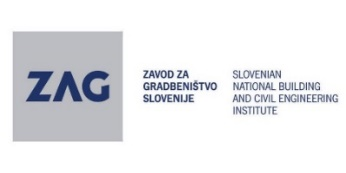 ZAG
ZAVOD ZA
GRADBENIŠTVO
SLOVENIJE
SLOVENIAN
NATIONAL BUILDING
AND CIVIL ENGINEERING
INSTITUTE